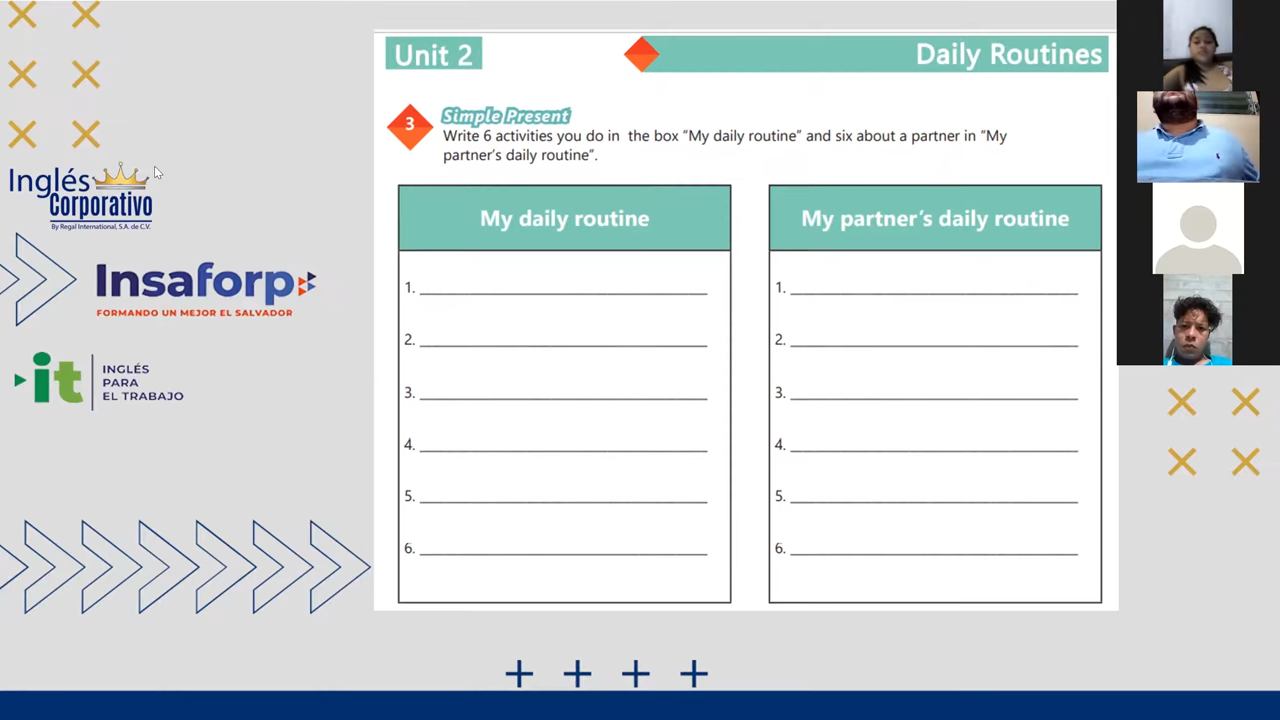 Unit 2
Daily Routines
3
Simple Present
Write 6 activities you do in the box “My daily routine” and six about a partner in “My
partner’s daily routine”.
My daily routine
1.
2.
3.
4.
5.
6.
My partner’s daily routine
1.
2.
3.
4.
5.
6.
Inglés
Corporativo
By Regal International, S.A. de C.V.
Insaforp
FORMANDO UN MEJOR EL SALVADOR
it
INGLÉS
PARA
EL TRABAJO